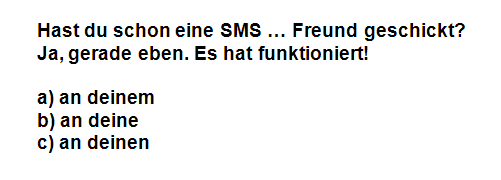 Hast du schon eine SMS … Freund geschickt?
Ja, gerade eben. Es hat funktioniert!
a) an deinem
b) an deine
c) an deinen